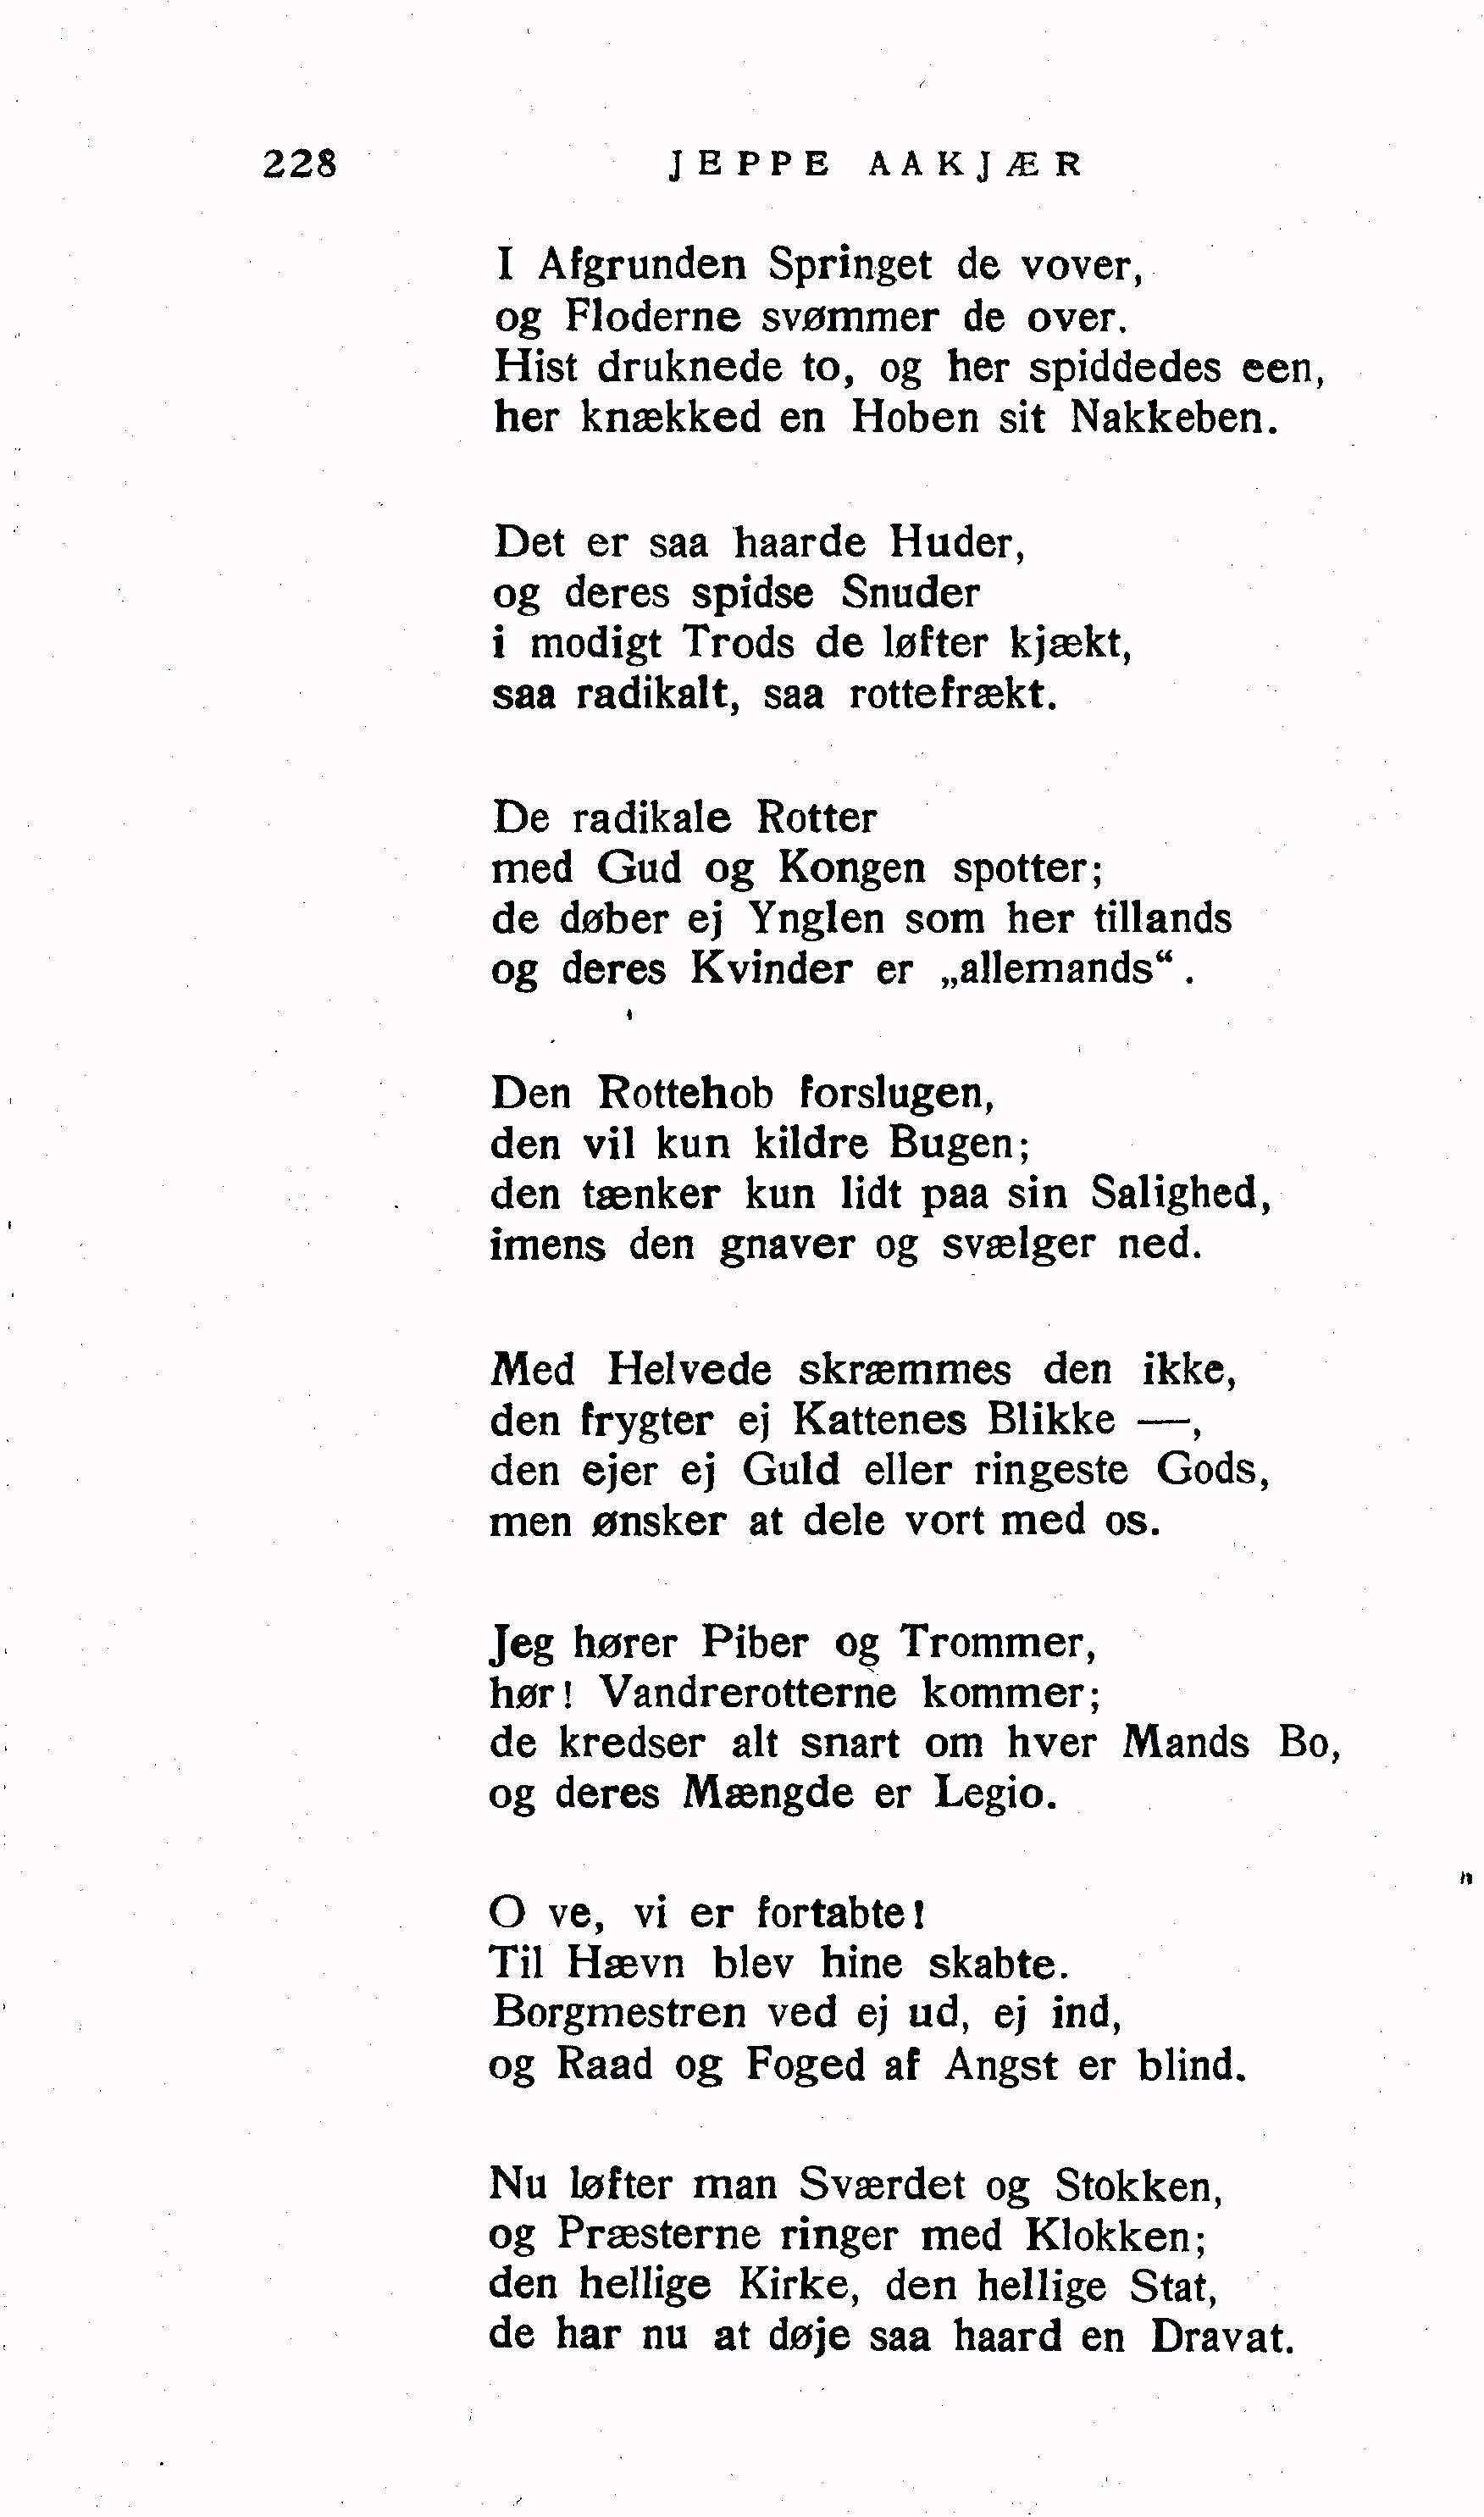 228 JEPPE AAKJÆR
I Afgrunden Springet de vover,
og Floderne svømmer de over.
Hist druknede to, og her spiddedes een,
her knækked en Hoben sit Nakkeben.
Det er saa haarde Huder,
og deres spidse Snuder
i modigt Trods de løfter kjækt,
saa radikalt, saa rottefrækt.
De radikale Rotter
med Gud og Kongen spotter;
de døber ej Ynglen som her tillands
og deres Kvinder er „allemands“.
Den Rottehob forslugen,
den vil kun kildre Bugen;
den tænker kun lidt paa sin Salighed,
imens den gnaver og svælger ned.
Med Helvede skræmmes den ikke,
den frygter ej Kattenes Blikke —,
den ejer ej Guld eller ringeste Gods,
men ønsker at dele vort med os.
Jeg hører Piber og Trommer,
hør! Vandrerotterne kommer;
de kredser alt snart om hver Mands Bo,
og deres Mængde er Legio.
O ve, vi er fortabte!
Til Hævn blev hine skabte.
Borgmestren ved ej ud, ej ind,
og Raad og Foged af Angst er blind.
Nu løfter man Sværdet og Stokken,
og Præsterne ringer med Klokken;
den hellige Kirke, den hellige Stat,
de har nu at døje saa haard en Dravat.